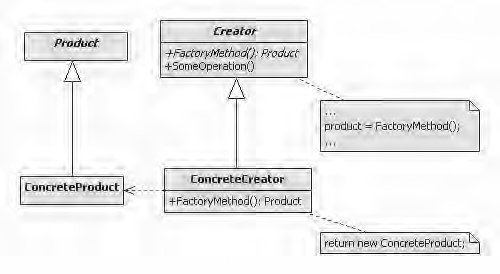 Product
Creator
+FactoryMethod(): Product
+SomeOperation()
...
product = FactoryMethod();
...
ConcreteProduct
ConcreteCreator
+FactoryMethod(): Product
return new ConcreteProduct;